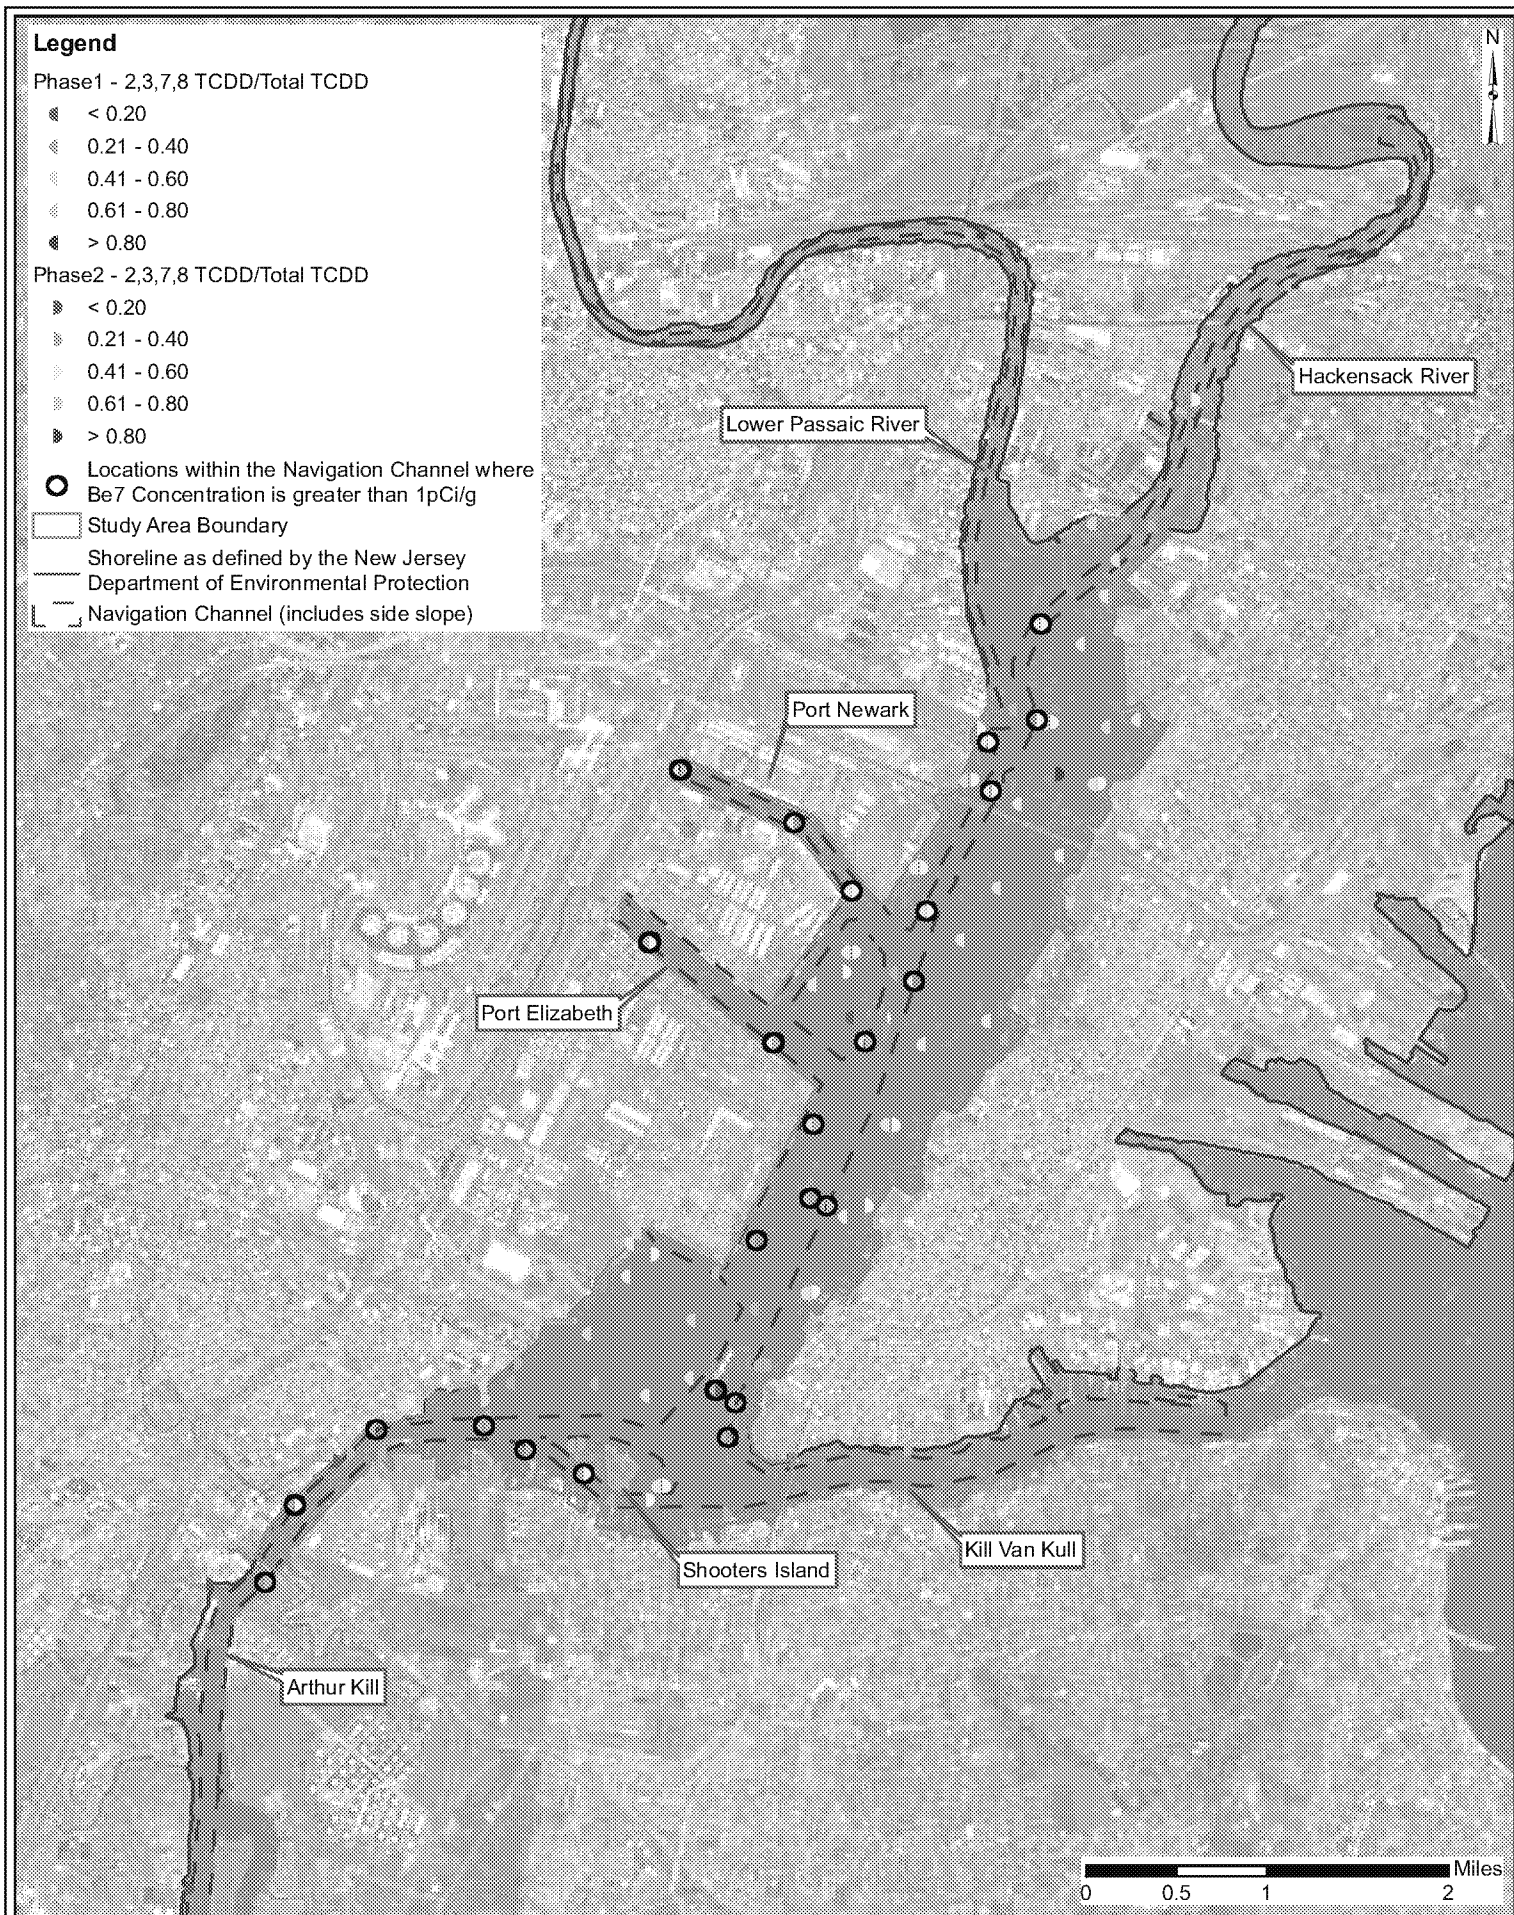 Legend
Phase1 - 2,3,7,8 TCDD/Total TCDD
< 0.20
0.21 - 0.40
0.41 - 0.60
0.61 - 0.80
> 0.80
Phase2 - 2,3,7,8 TCDD/Total TCDD
< 0.20
0.21 - 0.40
0.41 - 0.60
0.61 - 0.80
> 0.80
Locations within the Navigation Channel where
Be7 Concentration is greater than 1pCi/g
Study Area Boundary
Shoreline as defined by the New Jersey
Department of Environmental Protection
Navigation Channel (includes side slope)
N
Hackensack River
Lower Passaic River
Port Newark
Port Elizabeth
Kill Van Kull
Shooters Island
Arthur Kill
Miles
0 0.5 1 2